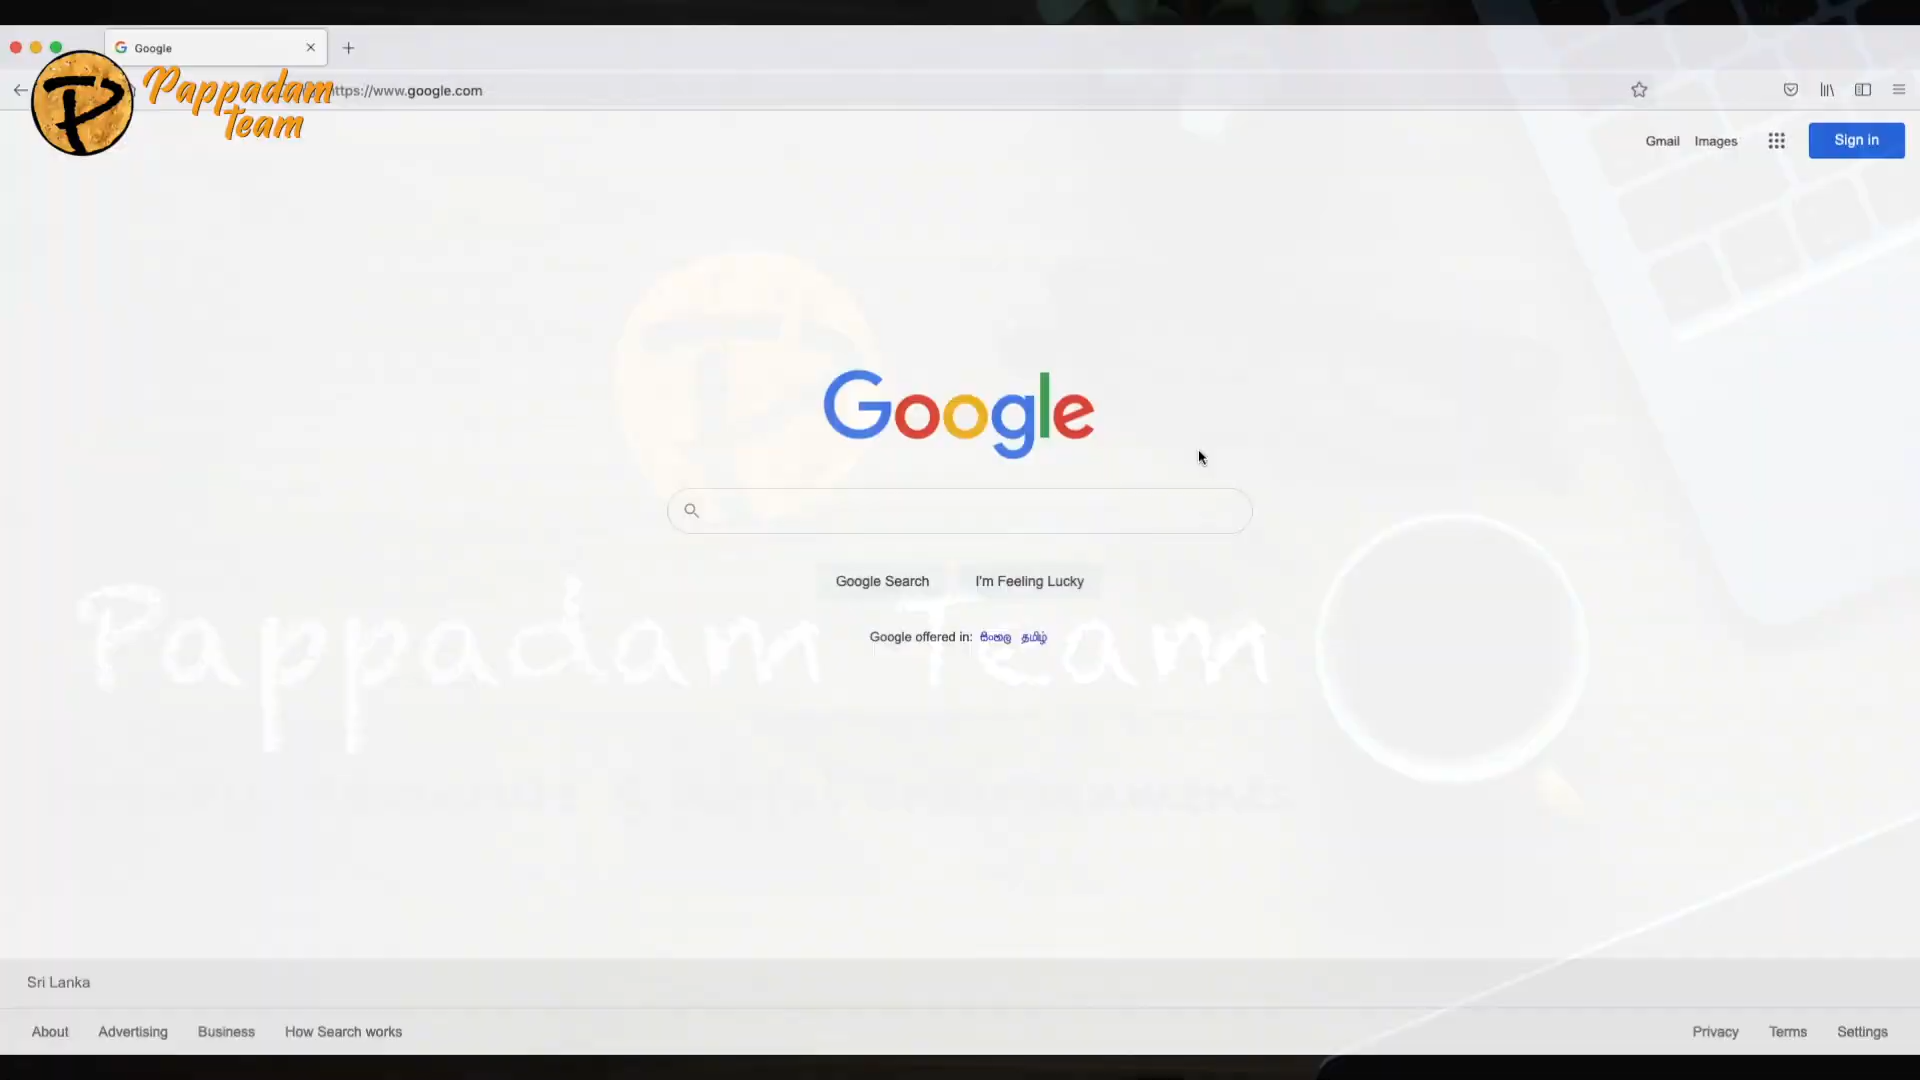 Google
Pappadam
Team
https://www.google.com
Gmail Images Sign in
Google
Google Search I'm Feeling Lucky
Google offered in: සිංහල தமிழ்
Pappadam Team
Sri Lanka
About Advertising Business How Search works Privacy Terms Settings